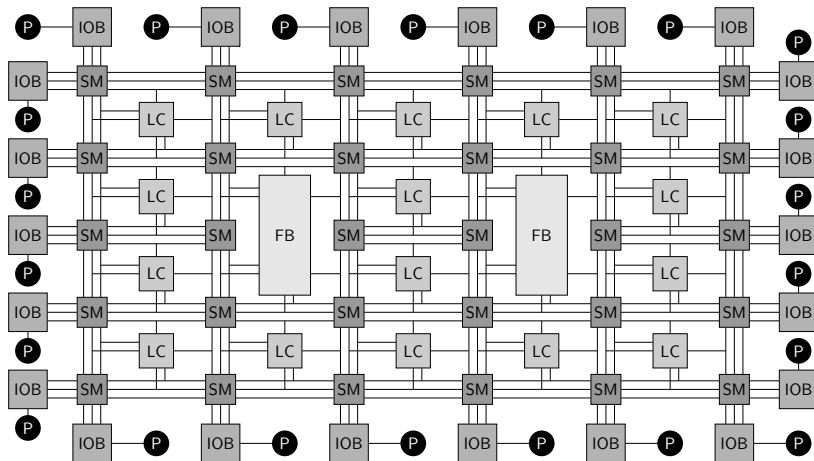 P IOB P IOB P IOB P IOB P IOB P IOB
P
IOB SM SM SM SM SM SM IOB
P LC LC LC LC LC P
IOB SM SM SM SM SM SM IOB
P LC LC LC P
FB FB
IOB SM SM SM SM SM SM IOB
P LC LC LC P
IOB SM SM SM SM SM SM IOB
P LC LC LC LC LC P
IOB SM SM SM SM SM SM IOB
P
IOB P IOB P IOB P IOB P IOB P IOB P